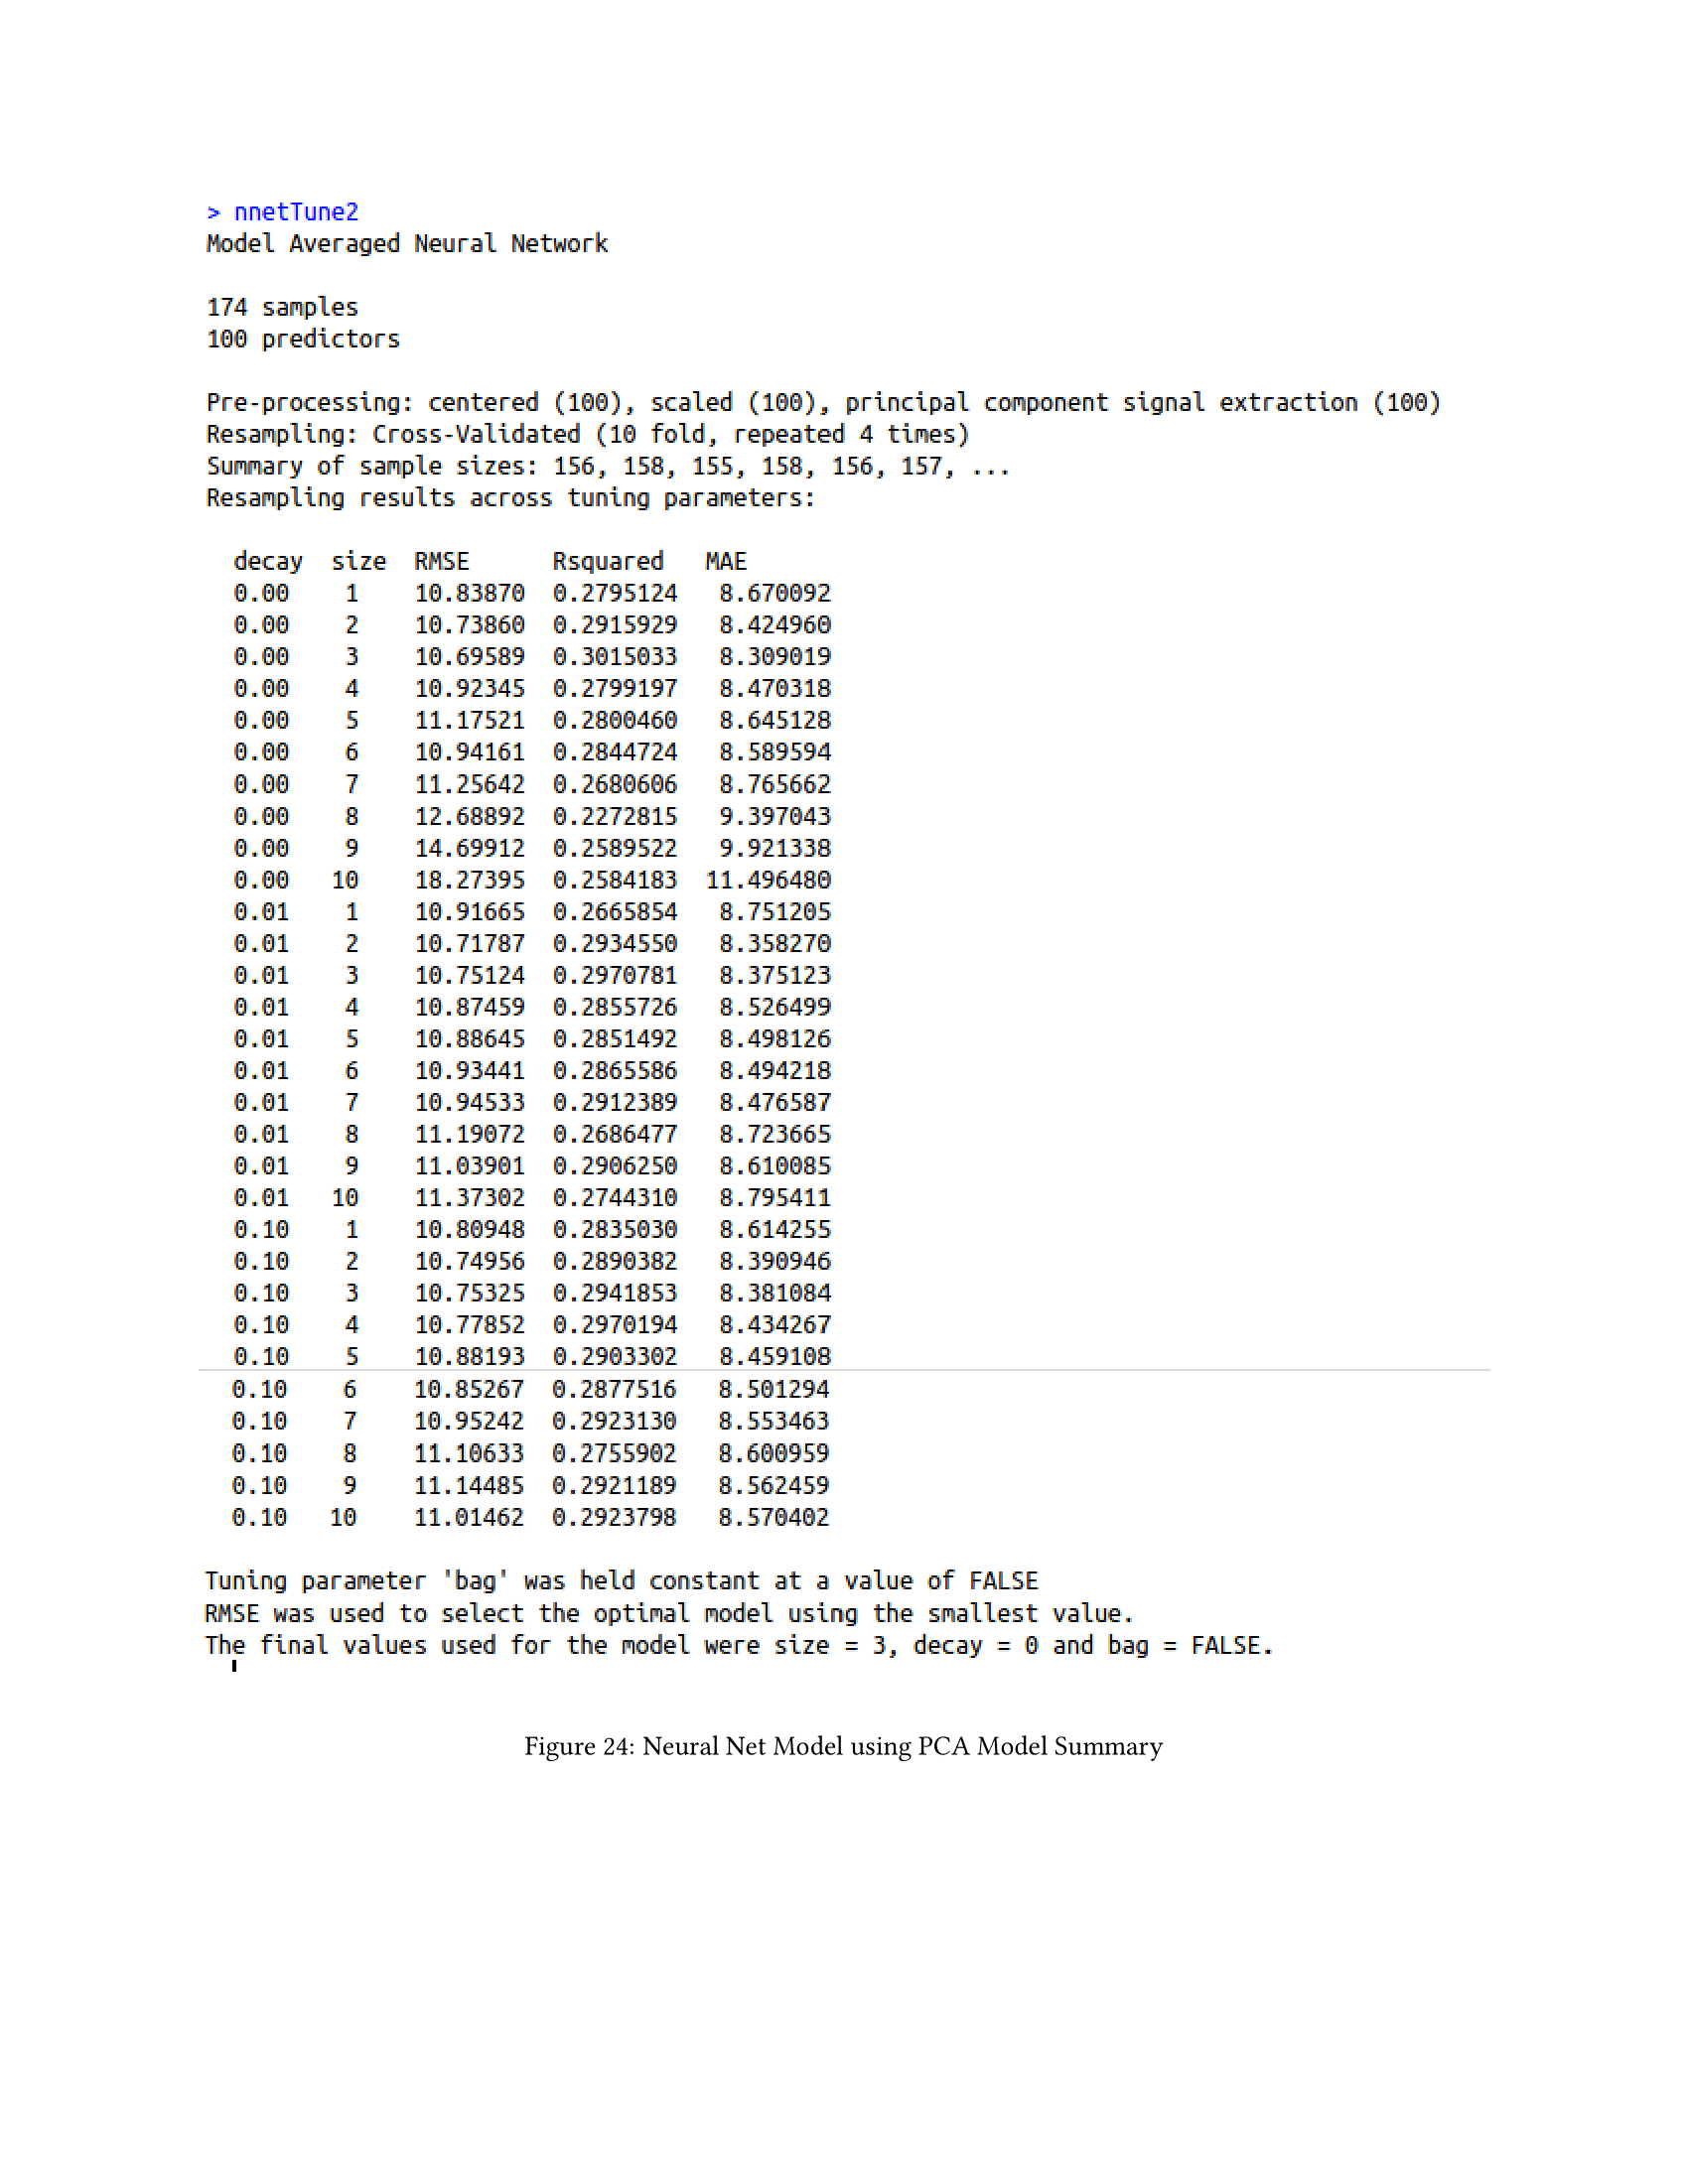 > nnetTune2
Model Averaged Neural Network
174 samples
100 predictors
Pre-processing: centered (100), scaled (100), principal component signal extraction (100)
Resampling: Cross-Validated (10 fold, repeated 4 times)
Summary of sample sizes: 156, 158, 155, 158, 156, 157, ...
Resampling results across tuning parameters:
decay size RMSE Rsquared MAE
0.00 1 10.83870 0.2795124 8.670092
0.00 2 10.73860 0.2915929 8.424960
0.00 3 10.69589 0.3015033 8.309019
0.00 4 10.92345 0.2799197 8.470318
0.00 5 11.17521 0.2800460 8.645128
0.00 6 10.94161 0.2844724 8.589594
0.00 7 11.25642 0.2680606 8.765662
0.00 8 12.68892 0.2272815 9.397043
0.00 9 14.69912 0.2589522 9.921338
0.00 10 18.27395 0.2584183 11.496480
0.01 1 10.91665 0.2665854 8.751205
0.01 2 10.71787 0.2934550 8.358270
0.01 3 10.75124 0.2970781 8.375123
0.01 4 10.87459 0.2855726 8.526499
0.01 5 10.88645 0.2851492 8.498126
0.01 6 10.93441 0.2865586 8.494218
0.01 7 10.94533 0.2912389 8.476587
0.01 8 11.19072 0.2686477 8.723665
0.01 9 11.03901 0.2906250 8.610085
0.01 10 11.37302 0.2744310 8.795411
0.10 1 10.80948 0.2835030 8.614255
0.10 2 10.74956 0.2890382 8.390946
0.10 3 10.75325 0.2941853 8.381084
0.10 4 10.77852 0.2970194 8.434267
0.10 5 10.88193 0.2903302 8.459108
0.10 6 10.85267 0.2877516 8.501294
0.10 7 10.95242 0.2923130 8.553463
0.10 8 11.10633 0.2755902 8.600959
0.10 9 11.14485 0.2921189 8.562459
0.10 10 11.01462 0.2923798 8.570402
Tuning parameter 'bag' was held constant at a value of FALSE
RMSE was used to select the optimal model using the smallest value.
The final values used for the model were size = 3, decay = 0 and bag = FALSE.
Figure 24: Neural Net Model using PCA Model Summary